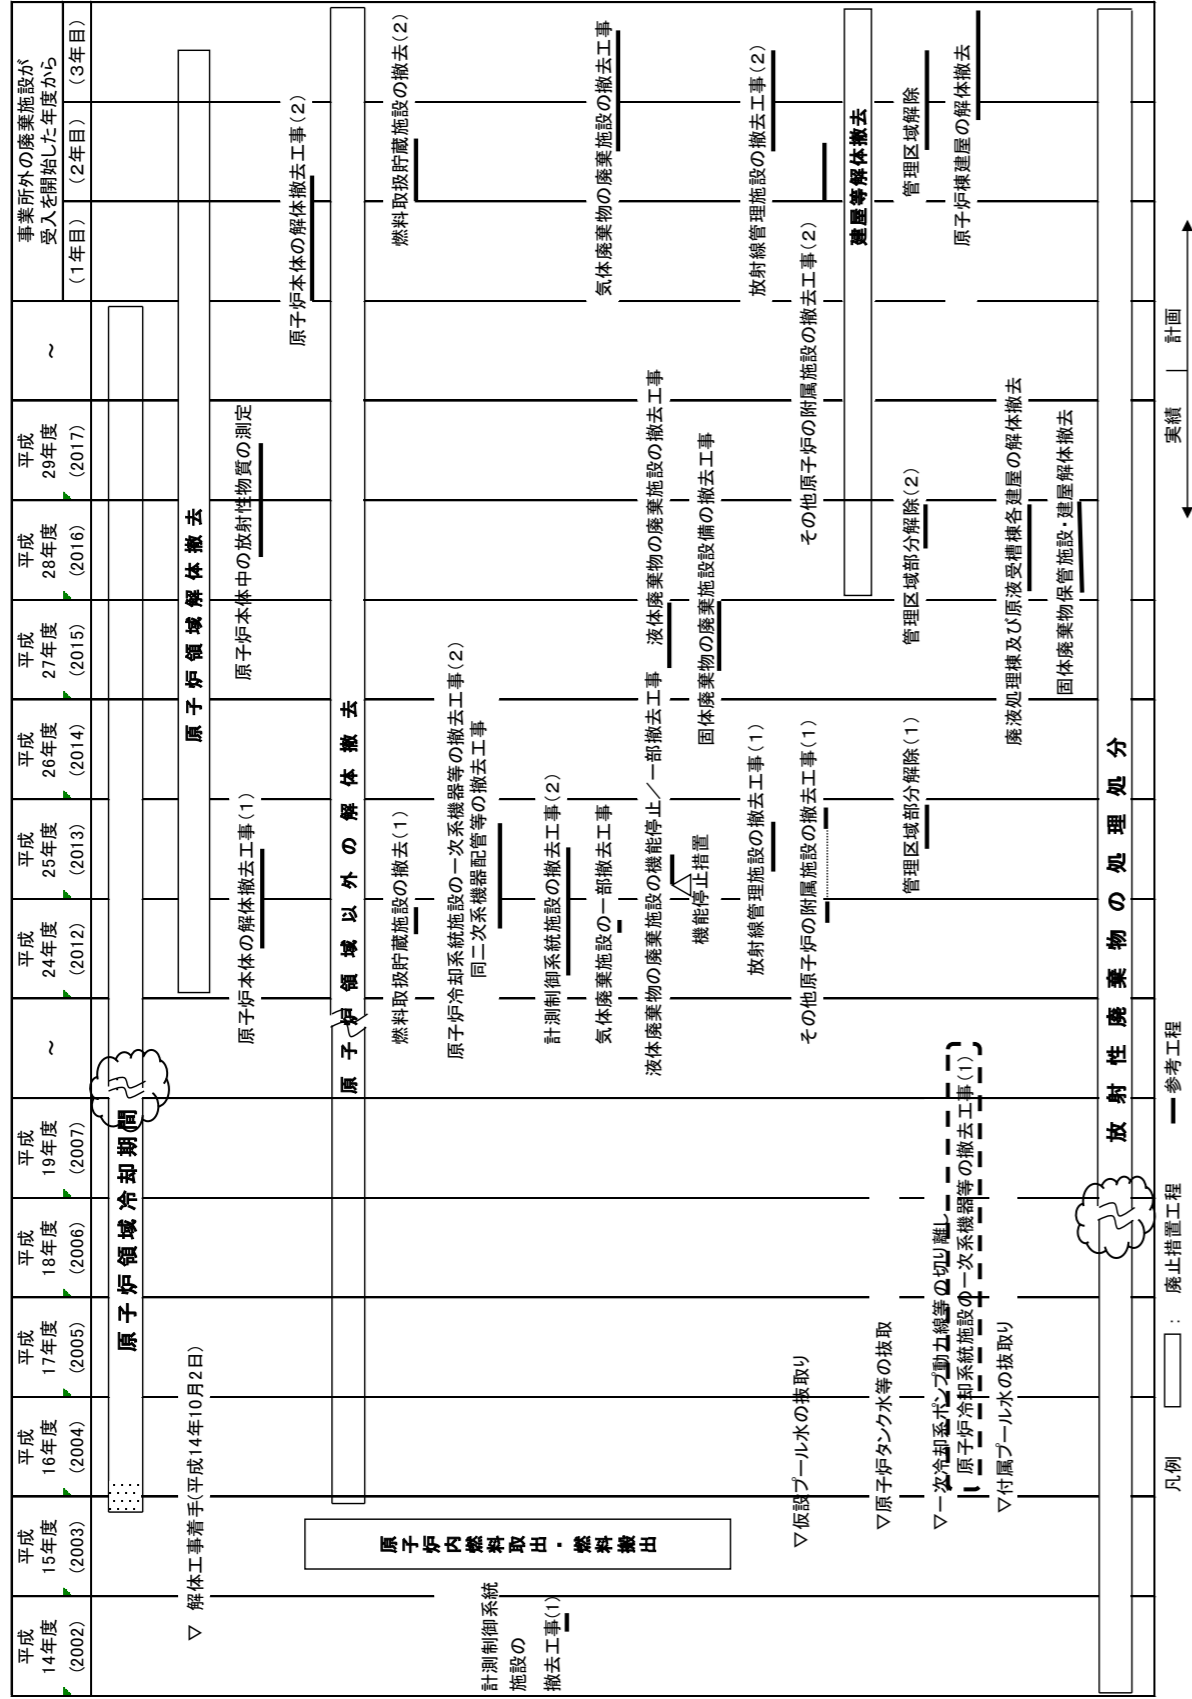 平成
14年度
(2002)
平成
15年度
(2003)
平成
16年度
(2004)
平成
17年度
(2005)
平成
18年度
(2006)
平成
19年度
(2007)
～
平成
24年度
(2012)
平成
25年度
(2013)
平成
26年度
(2014)
平成
27年度
(2015)
平成
28年度
(2016)
平成
29年度
(2017)
～
事業所外の廃棄施設が
受入を開始した年度から
(1年目)
(2年目)
(3年目)
原子炉領域冷却期間
▽ 解体工事着手(平成14年10月2日)
原子炉領域解体撤去
原子炉本体の解体撤去工事(1)
原子炉本体中の放射性物質の測定
原子炉本体の解体撤去工事(2)
原子炉領域以外の解体撤去
原子炉内燃料取出・燃料搬出
燃料取扱貯蔵施設の撤去(1)
燃料取扱貯蔵施設の撤去(2)
原子炉冷却系統施設の一次系機器等の撤去工事(2)
同二次系機器配管等の撤去工事
計測制御系統
施設の
撤去工事(1)
計測制御系統施設の撤去工事(2)
気体廃棄施設の一部撤去工事
気体廃棄物の廃棄施設の撤去工事
液体廃棄物の廃棄施設の機能停止／一部撤去工事
液体廃棄物の廃棄施設の撤去工事
機能停止措置
固体廃棄物の廃棄施設設備の撤去工事
放射線管理施設の撤去工事(1)
放射線管理施設の撤去工事(2)
▽仮設プール水の抜取り
その他原子炉の附属施設の撤去工事(1)
その他原子炉の附属施設の撤去工事(2)
建屋等解体撤去
▽原子炉タンク水等の抜取
管理区域部分解除(1)
管理区域部分解除(2)
管理区域解除
▽一次冷却系ポンプ動力線等の切り離し
原子炉冷却系統施設の一次系機器等の撤去工事(1)
原子炉棟建屋の解体撤去
▽付属プール水の抜取り
廃液処理棟及び原液受槽棟各建屋の解体撤去
固体廃棄物保管施設・建屋解体撤去
放射性廃棄物の処理処分
凡例
： 廃止措置工程
参考工程
実績 ｜ 計画